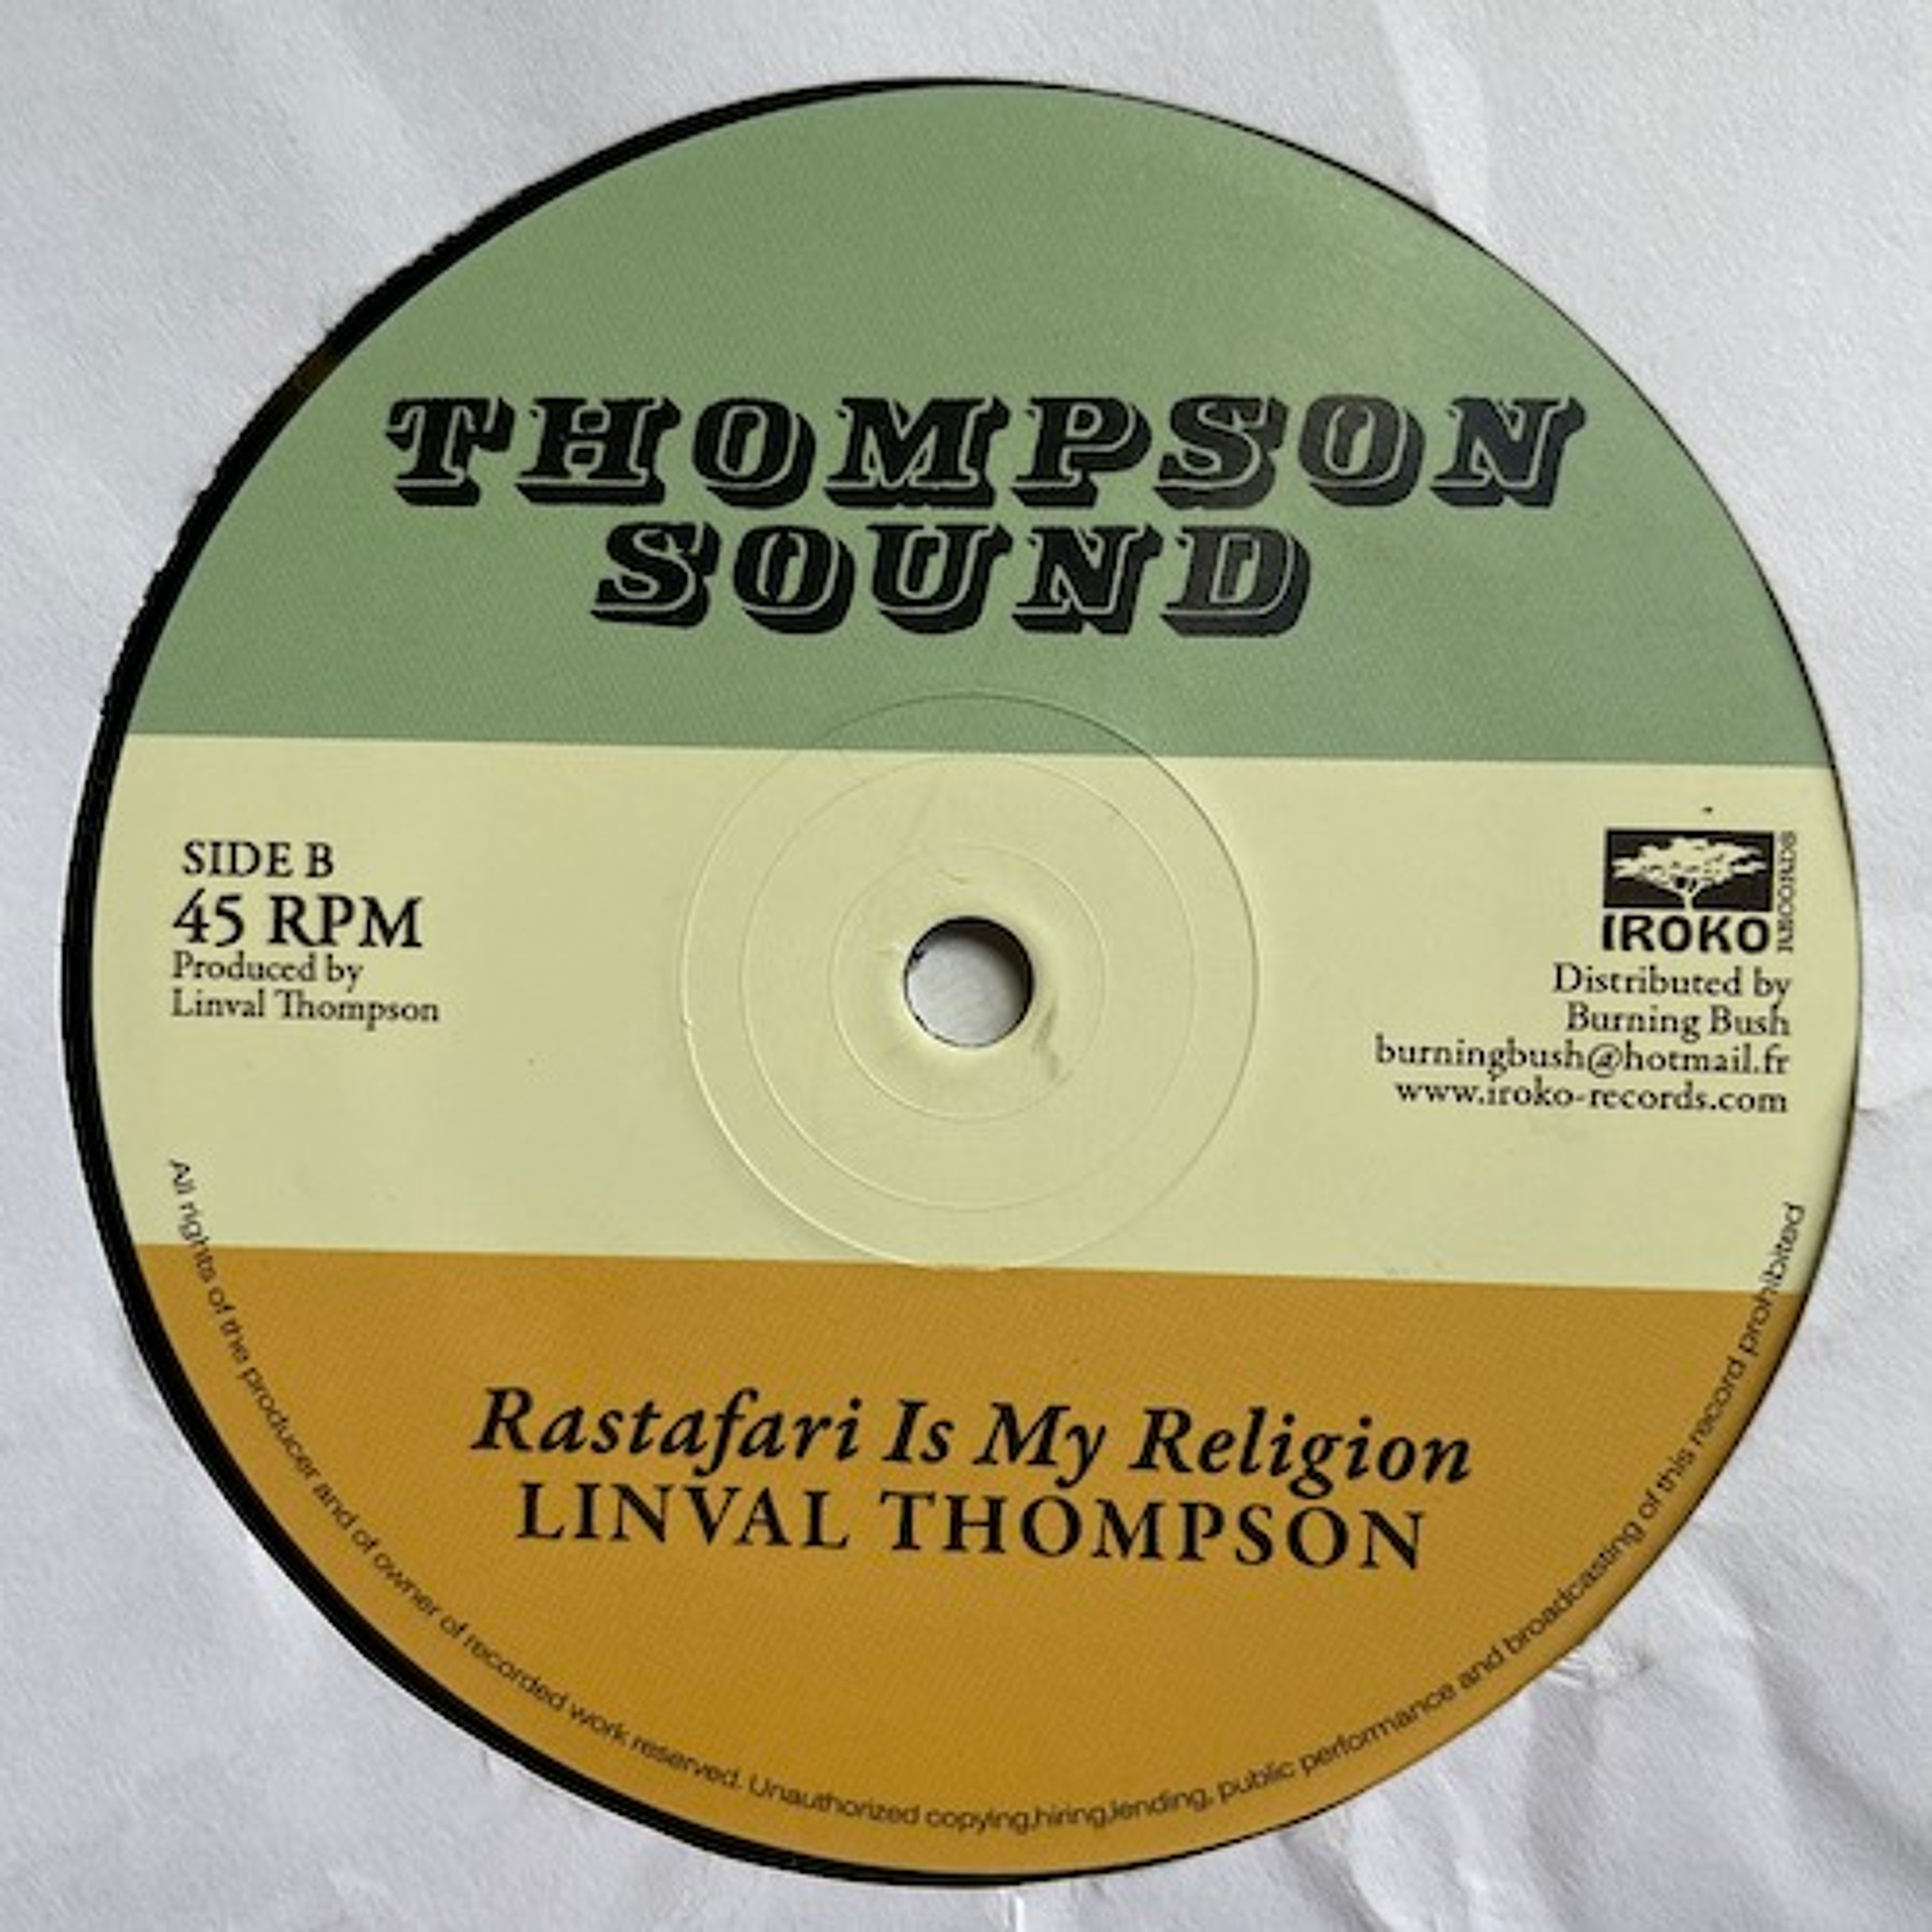 THOMPSON
SOUND
SIDE B
45 RPM
Produced by
Linval Thompson
IROKO
RECORDS
Distributed by
Burning Bush
burningbush@hotmail.fr
www.iroko-records.com
Rastafari Is My Religion
LINVAL THOMPSON
All rights of the producer and of owner of recorded work reserved. Unauthorized copying,hiring,lending, public performance and broadcasting of this record prohibited